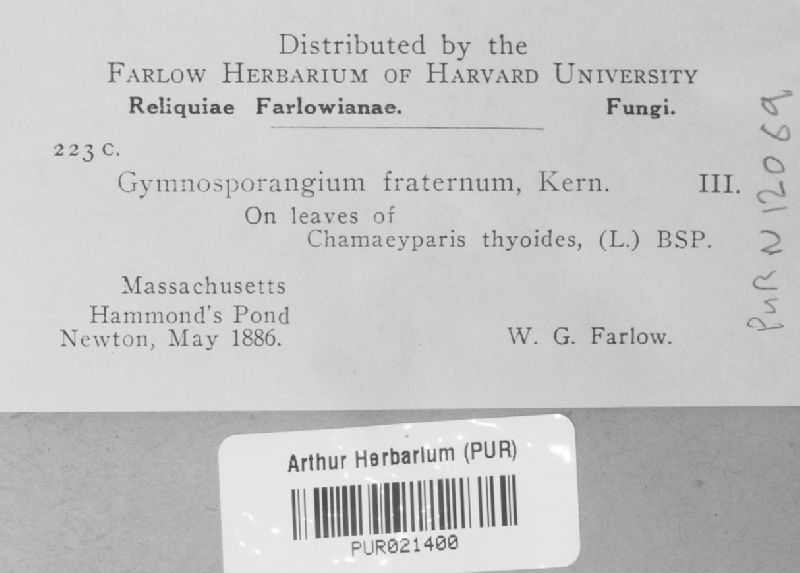 Distributed by the
FARLOW HERBARIUM OF HARVARD UNIVERSITY
Reliquiae Farlowianae. Fungi.
223 C.
Gymnosporangium fraternum, Kern. III.
On leaves of
Chamaeyparis thyoides, (L.) BSP.
Massachusetts
Hammond's Pond
Newton, May 1886. W. G. Farlow.
PUR N 12069
Arthur Herbarium (PUR)
PUR021400